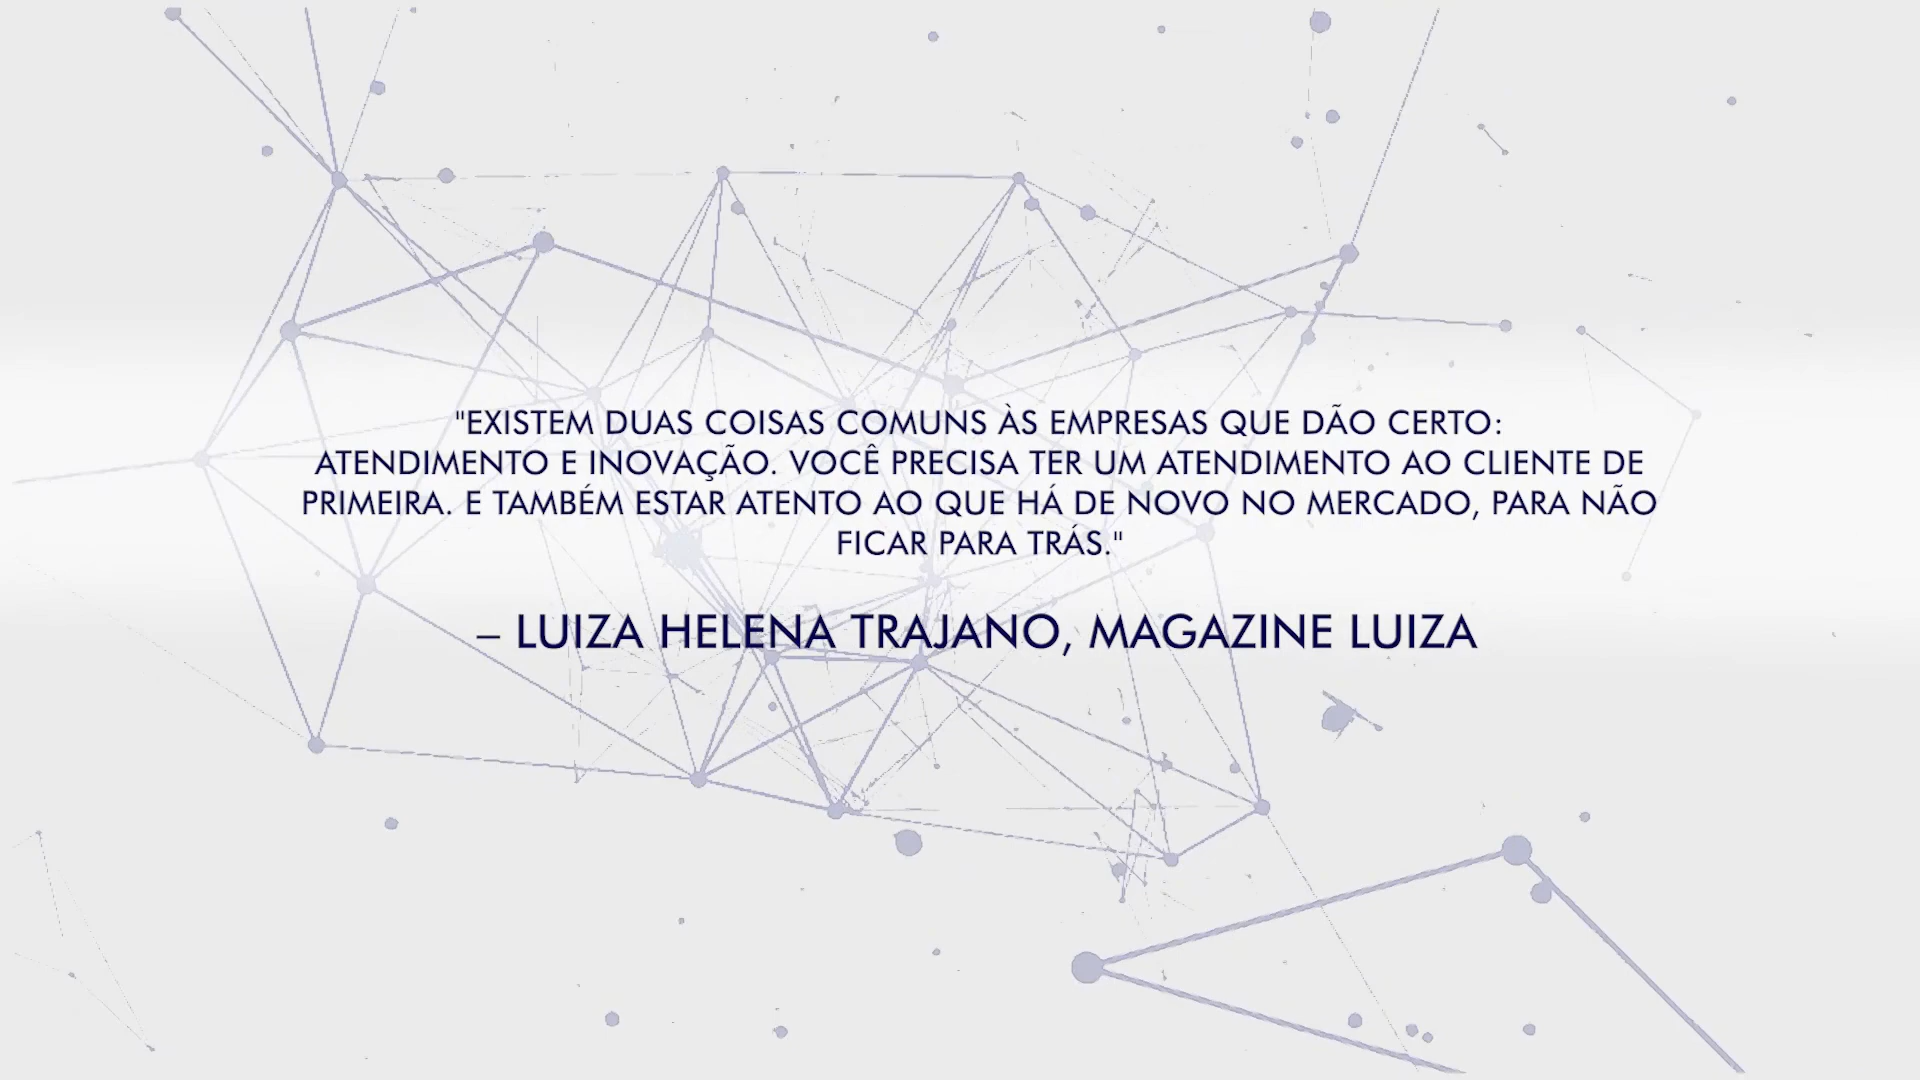 "EXISTEM DUAS COISAS COMUNS ÀS EMPRESAS QUE DÃO CERTO:
ATENDIMENTO E INOVAÇÃO. VOCÊ PRECISA TER UM ATENDIMENTO AO CLIENTE DE
PRIMEIRA. E TAMBÉM ESTAR ATENTO AO QUE HÁ DE NOVO NO MERCADO, PARA NÃO
FICAR PARA TRÁS."
– LUIZA HELENA TRAJANO, MAGAZINE LUIZA